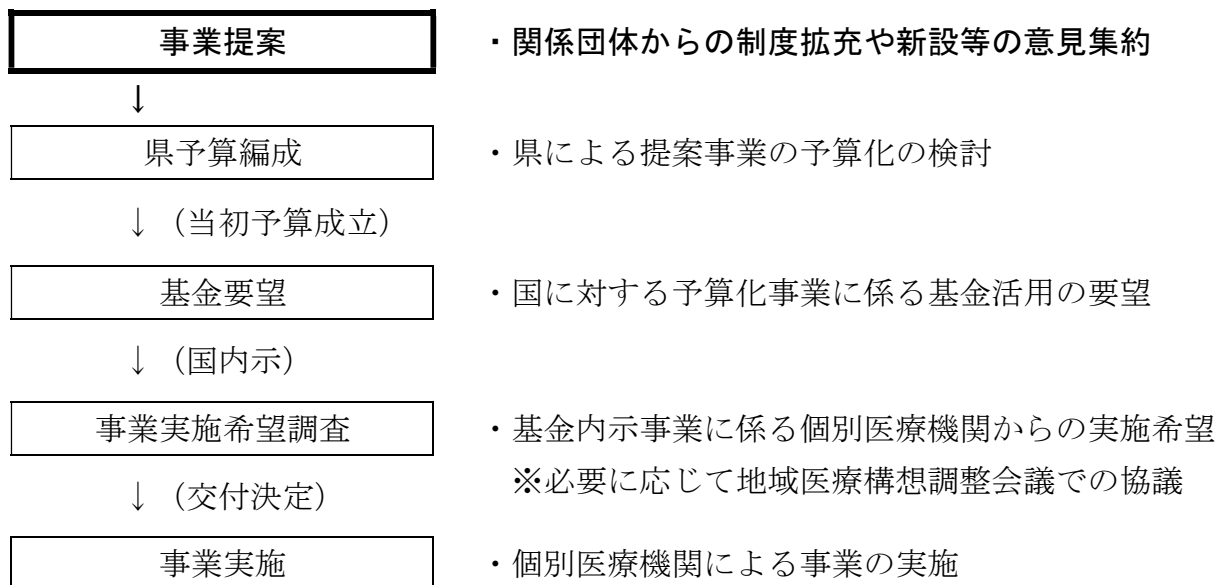 事業提案 ・関係団体からの制度拡充や新設等の意見集約
↓
県予算編成 ・県による提案事業の予算化の検討
↓(当初予算成立)
基金要望 ・国に対する予算化事業に係る基金活用の要望
↓(国内示)
事業実施希望調査 ・基金内示事業に係る個別医療機関からの実施希望
↓(交付決定) ※必要に応じて地域医療構想調整会議での協議
事業実施 ・個別医療機関による事業の実施